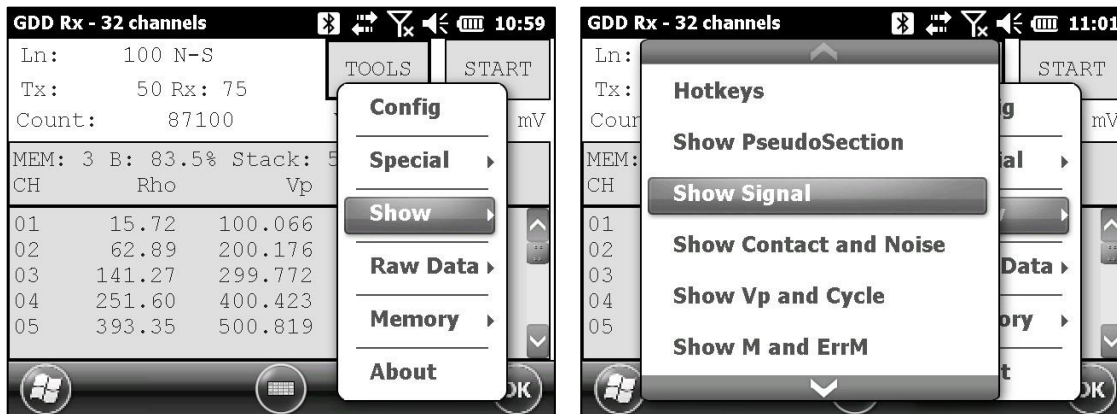 GDD Rx - 32 channels 10:59
Ln: 100 N-S
TOOLS START
Tx: 50 Rx: 75
Count: 87100 mV
MEM: 3 B: 83.5% Stack: 5
CH Rho Vp
01 15.72 100.066
02 62.89 200.176
03 141.27 299.772
04 251.60 400.423
05 393.35 500.819
Config
Special
Show
Raw Data
Memory
About
GDD Rx - 32 channels 11:01
Ln:
START
Tx:
Coun mV
MEM:
CH
01
02
03
04
05
Hotkeys
Show PseudoSection
Show Signal
Show Contact and Noise
Show Vp and Cycle
Show M and ErrM
g
ial
Data
ory
t